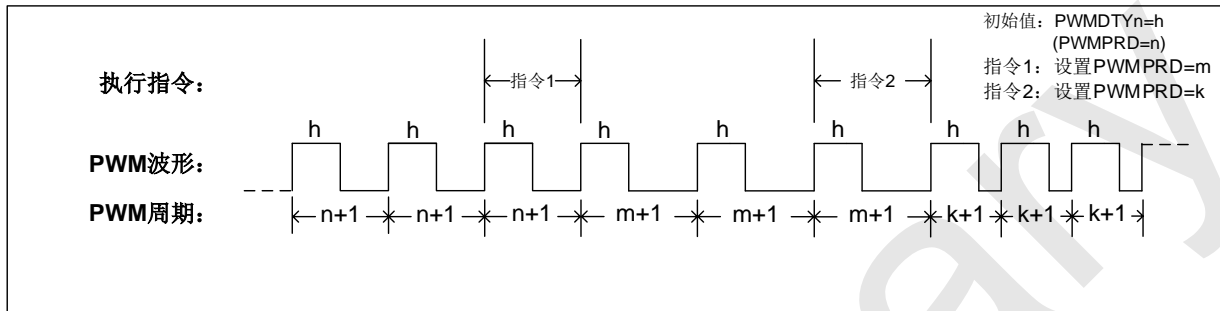 初始值：PWMDTYn=h
(PWMPRD=n)
指令1：设置PWMPRD=m
指令2：设置PWMPRD=k
执行指令： 指令1 指令2
h h h h h h h h h
PWM波形：
PWM周期： n+1 n+1 n+1 m+1 m+1 m+1 k+1 k+1 k+1
ary